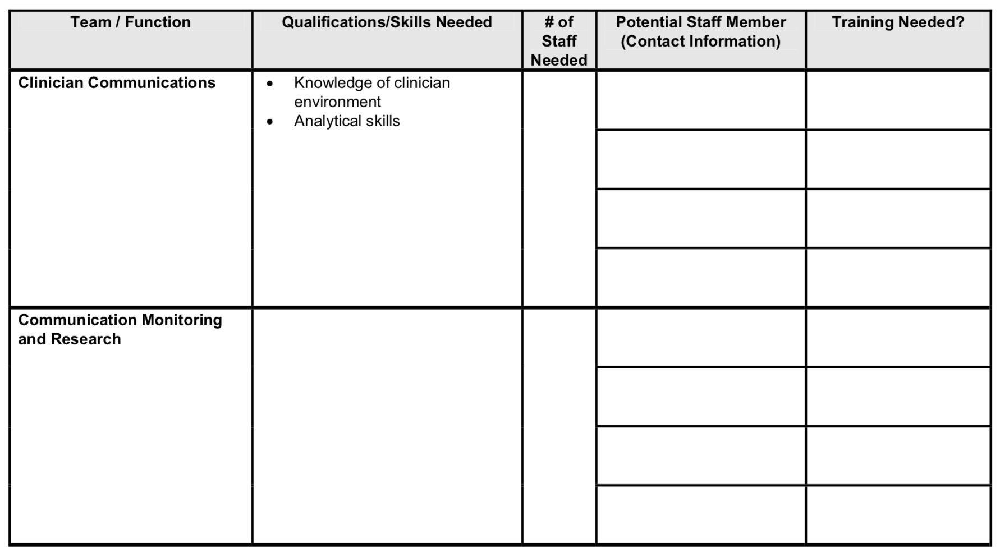 Team / Function
Qualifications/Skills Needed
# of
Staff
Needed
Potential Staff Member
(Contact Information)
Training Needed?
Clinician Communications
• Knowledge of clinician
environment
• Analytical skills
Communication Monitoring
and Research